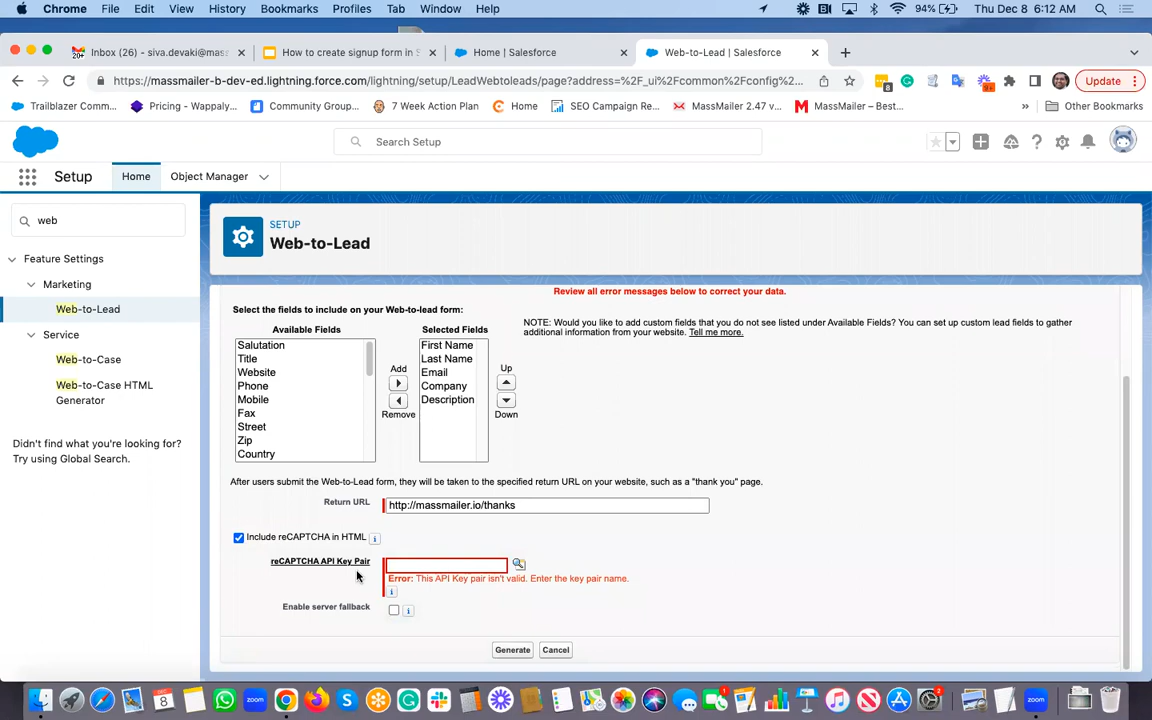 Chrome File Edit View History Bookmarks Profiles Tab Window Help 94% Thu Dec 8 6:12 AM
Inbox (26) - siva.devaki@mass
How to create signup form in S
Home | Salesforce
Web-to-Lead | Salesforce
https://massmailer-b-dev-ed.lightning.force.com/lightning/setup/LeadWebtoleads/page?address=%2F_ui%2Fcommon%2Fconfig%2... Update
Trailblazer Comm... Pricing - Wappaly... Community Group... 7 Week Action Plan Home SEO Campaign Re... MassMailer 2.47 v... MassMailer – Best... » Other Bookmarks
Search Setup
Setup Home Object Manager
web
Feature Settings
Marketing
Web-to-Lead
Service
Web-to-Case
Web-to-Case HTML
Generator
Didn't find what you're looking for?
Try using Global Search.
SETUP
Web-to-Lead
Review all error messages below to correct your data.
Select the fields to include on your Web-to-lead form:
NOTE: Would you like to add custom fields that you do not see listed under Available Fields? You can set up custom lead fields to gather
additional information from your website. Tell me more.
Available Fields
Salutation
Title
Website
Phone
Mobile
Fax
Street
Zip
Country
Add
Remove
Selected Fields
First Name
Last Name
Email
Company
Description
Up
Down
After users submit the Web-to-Lead form, they will be taken to the specified return URL on your website, such as a "thank you" page.
Return URL http://massmailer.io/thanks
Include reCAPTCHA in HTML
reCAPTCHA API Key Pair
Error: This API Key pair isn't valid. Enter the key pair name.
Enable server fallback
Generate Cancel